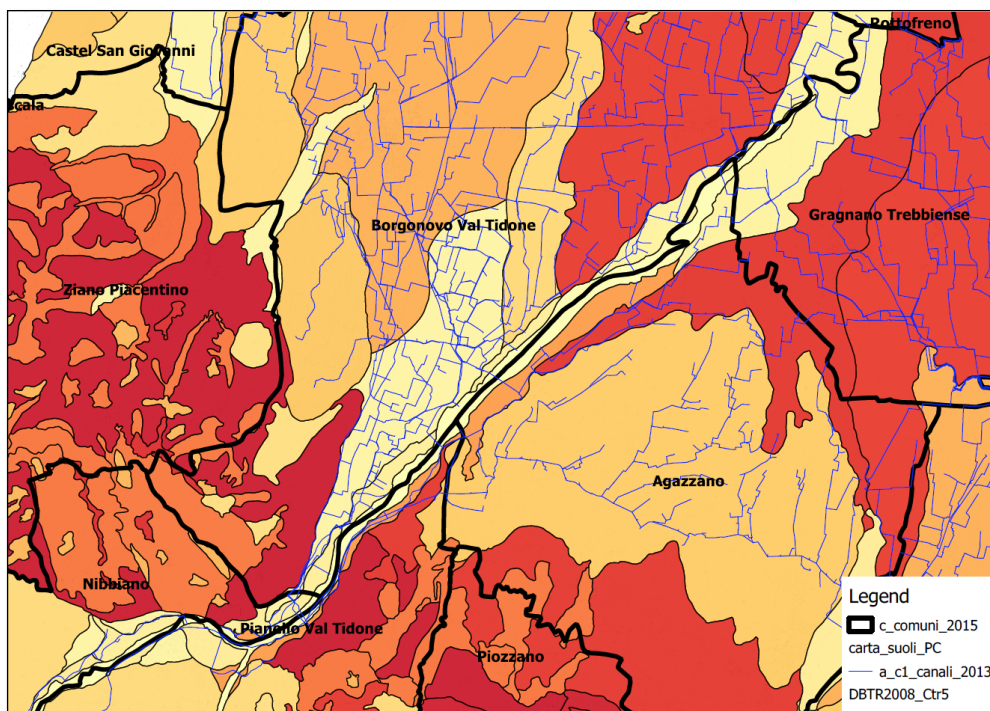 Rottofreno
Castel San Giovanni
cala
Gragnano Trebbiense
Borgonovo Val Tidone
Ziano Piacentino
Agazzano
Nibbiano
Pianello Val Tidone
Piozzano
Legend
c_comuni_2015
carta_suoli_PC
a_c1_canali_2013
DBTR2008_Ctr5